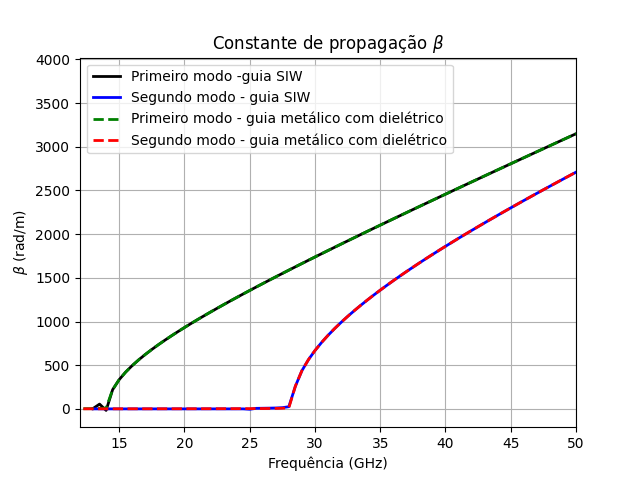 Constante de propagação β
Primeiro modo -guia SIW
Segundo modo - guia SIW
Primeiro modo - guia metálico com dielétrico
Segundo modo - guia metálico com dielétrico
β (rad/m)
4000
3500
3000
2500
2000
1500
1000
500
0
15 20 25 30 35 40 45 50
Frequência (GHz)